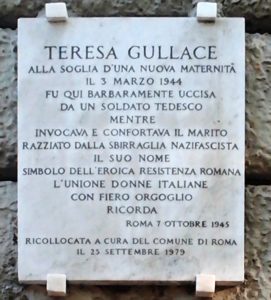 TERESA GULLACE
ALLA SOGLIA D'UNA NUOVA MATERNITÀ
IL 3 MARZO 1944
FU QUI BARBARAMENTE UCCISA
DA UN SOLDATO TEDESCO
MENTRE
INVOCAVA E CONFORTAVA IL MARITO
RAZZIATO DALLA SBIRRAGLIA NAZIFASCISTA
IL SUO NOME
SIMBOLO DELL'EROICA RESISTENZA ROMANA
L'UNIONE DONNE ITALIANE
CON FIERO ORGOGLIO
RICORDA
ROMA 7 OTTOBRE 1945
RICOLLOCATA A CURA DEL COMUNE DI ROMA
IL 25 SETTEMBRE 1979